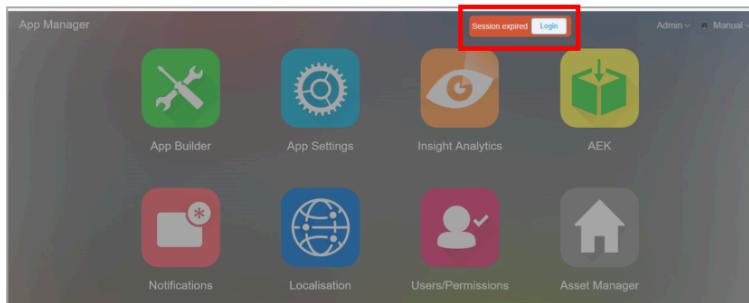 App Manager
Session expired Login
Admin Manual
App Builder App Settings Insight Analytics AEK
Notifications Localisation Users/Permissions Asset Manager